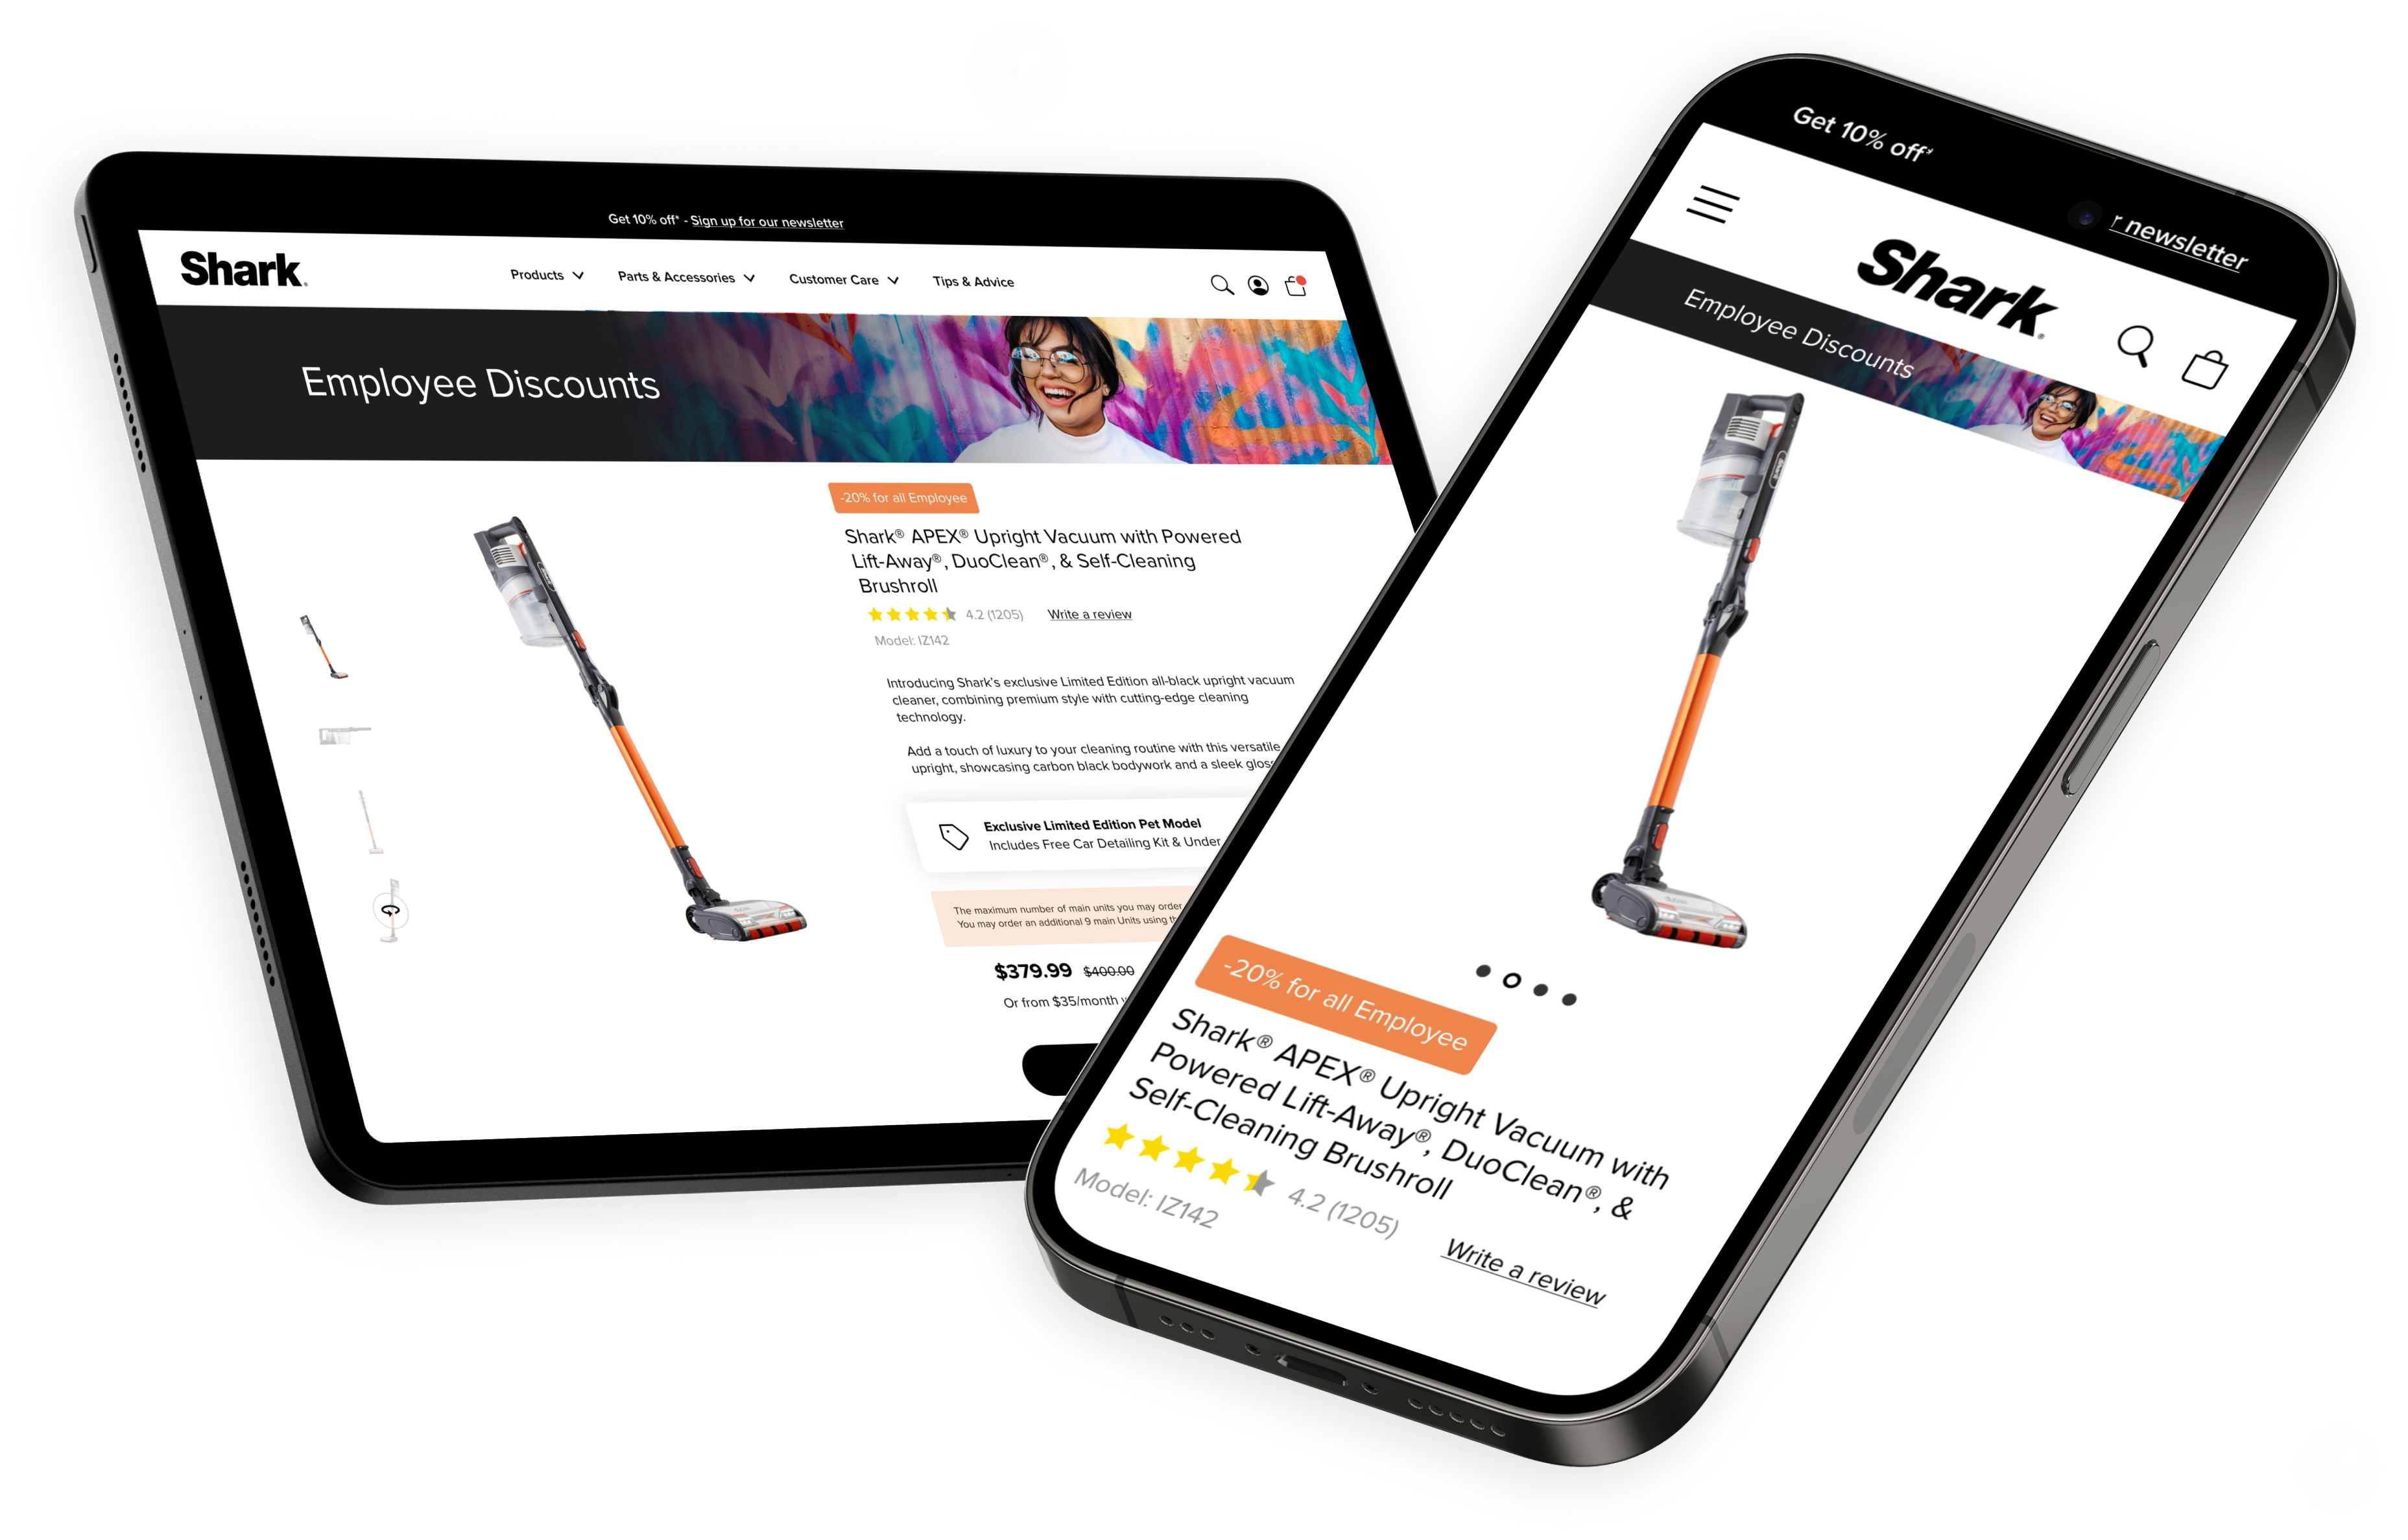 Get 10% off* - Sign up for our newsletter
Shark
Products
Parts & Accessories
Customer Care
Tips & Advice
Employee Discounts
-20% for all Employee
Shark® APEX® Upright Vacuum with Powered
Lift-Away®, DuoClean®, & Self-Cleaning
Brushroll
4.2 (1205)
Write a review
Model: IZ142
Introducing Shark's exclusive Limited Edition all-black upright vacuum
cleaner, combining premium style with cutting-edge cleaning
technology.
Add a touch of luxury to your cleaning routine with this versatile
upright, showcasing carbon black bodywork and a sleek
Exclusive Limited Edition Pet Model
Includes Free Car Detailing Kit & Under
The maximum number of main units you may order
You may order an additional 9 main Units using
$379.99 $400.00
Or from $35/month
Get 10% off*
r newsletter
Shark
Employee Discounts
-20% for all Employee
Shark® APEX® Upright Vacuum with
Powered Lift-Away®, DuoClean®, &
Self-Cleaning Brushroll
4.2 (1205)
Model: IZ142
Write a review